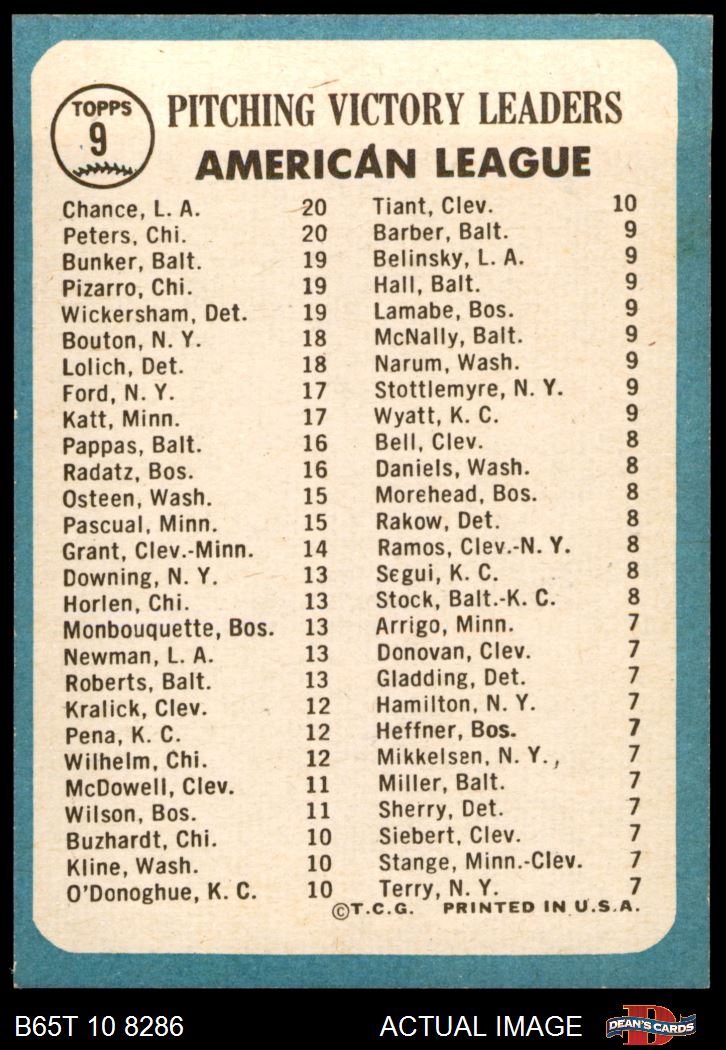 TOPPS
9
PITCHING VICTORY LEADERS
AMERICAN LEAGUE
Chance, L. A. 20
Peters, Chi. 20
Bunker, Balt. 19
Pizarro, Chi. 19
Wickersham, Det. 19
Bouton, N. Y. 18
Lolich, Det. 18
Ford, N. Y. 17
Katt, Minn. 17
Pappas, Balt. 16
Radatz, Bos. 16
Osteen, Wash. 15
Pascual, Minn. 15
Grant, Clev.-Minn. 14
Downing, N. Y. 13
Horlen, Chi. 13
Monbouquette, Bos. 13
Newman, L. A. 13
Roberts, Balt. 13
Kralick, Clev. 12
Pena, K. C. 12
Wilhelm, Chi. 12
McDowell, Clev. 11
Wilson, Bos. 11
Buzhardt, Chi. 10
Kline, Wash. 10
O'Donoghue, K. C. 10
Tiant, Clev. 10
Barber, Balt. 9
Belinsky, L. A. 9
Hall, Balt. 9
Lamabe, Bos. 9
McNally, Balt. 9
Narum, Wash. 9
Stottlemyre, N. Y. 9
Wyatt, K. C. 9
Bell, Clev. 8
Daniels, Wash. 8
Morehead, Bos. 8
Rakow, Det. 8
Ramos, Clev.-N. Y. 8
Segui, K. C. 8
Stock, Balt.-K. C. 8
Arrigo, Minn. 7
Donovan, Clev. 7
Gladding, Det. 7
Hamilton, N. Y. 7
Heffner, Bos. 7
Mikkelsen, N. Y., 7
Miller, Balt. 7
Sherry, Det. 7
Siebert, Clev. 7
Stange, Minn.-Clev. 7
Terry, N. Y. 7
©T.C.G. PRINTED IN U.S.A.
B65T 10 8286 ACTUAL IMAGE
DEAN'S CARDS